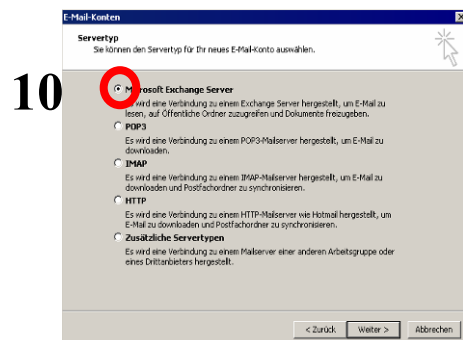 E-Mail-Konten
Servertyp
Sie können den Servertyp für Ihr neues E-Mail-Konto auswählen.
10
Microsoft Exchange Server
Es wird eine Verbindung zu einem Exchange Server hergestellt, um E-Mail zu
lesen, auf Öffentliche Ordner zuzugreifen und Dokumente freizugeben.
POP3
Es wird eine Verbindung zu einem POP3-Mailserver hergestellt, um E-Mail zu
downloaden.
IMAP
Es wird eine Verbindung zu einem IMAP-Mailserver hergestellt, um E-Mail zu
downloaden und Postfachordner zu synchronisieren.
HTTP
Es wird eine Verbindung zu einem HTTP-Mailserver wie Hotmail hergestellt, um
E-Mail zu downloaden und Postfachordner zu synchronisieren.
Zusätzliche Servertypen
Es wird eine Verbindung zu einem Mailserver einer anderen Arbeitsgruppe oder
eines Drittanbieters hergestellt.
< Zurück Weiter > Abbrechen